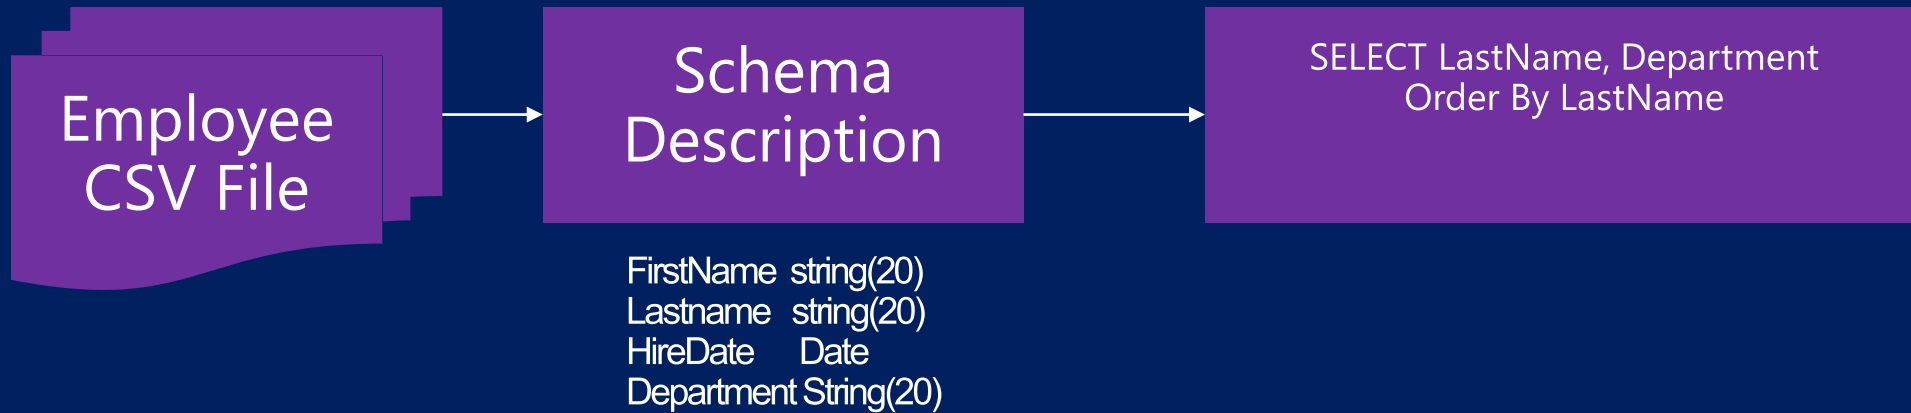 Employee
CSV File
Schema
Description
SELECT LastName, Department
Order By LastName
FirstName string(20)
Lastname string(20)
HireDate Date
Department String(20)